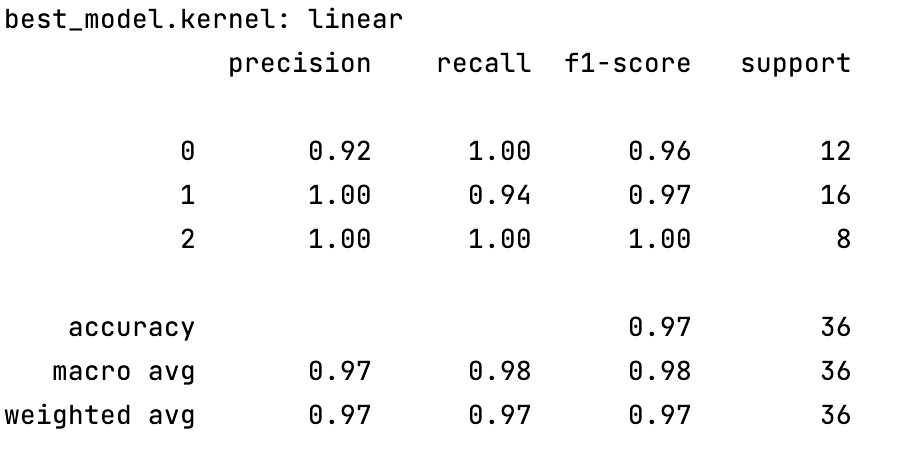 best_model.kernel: linear
precision recall f1-score support
0 0.92 1.00 0.96 12
1 1.00 0.94 0.97 16
2 1.00 1.00 1.00 8
accuracy 0.97 36
macro avg 0.97 0.98 0.98 36
weighted avg 0.97 0.97 0.97 36